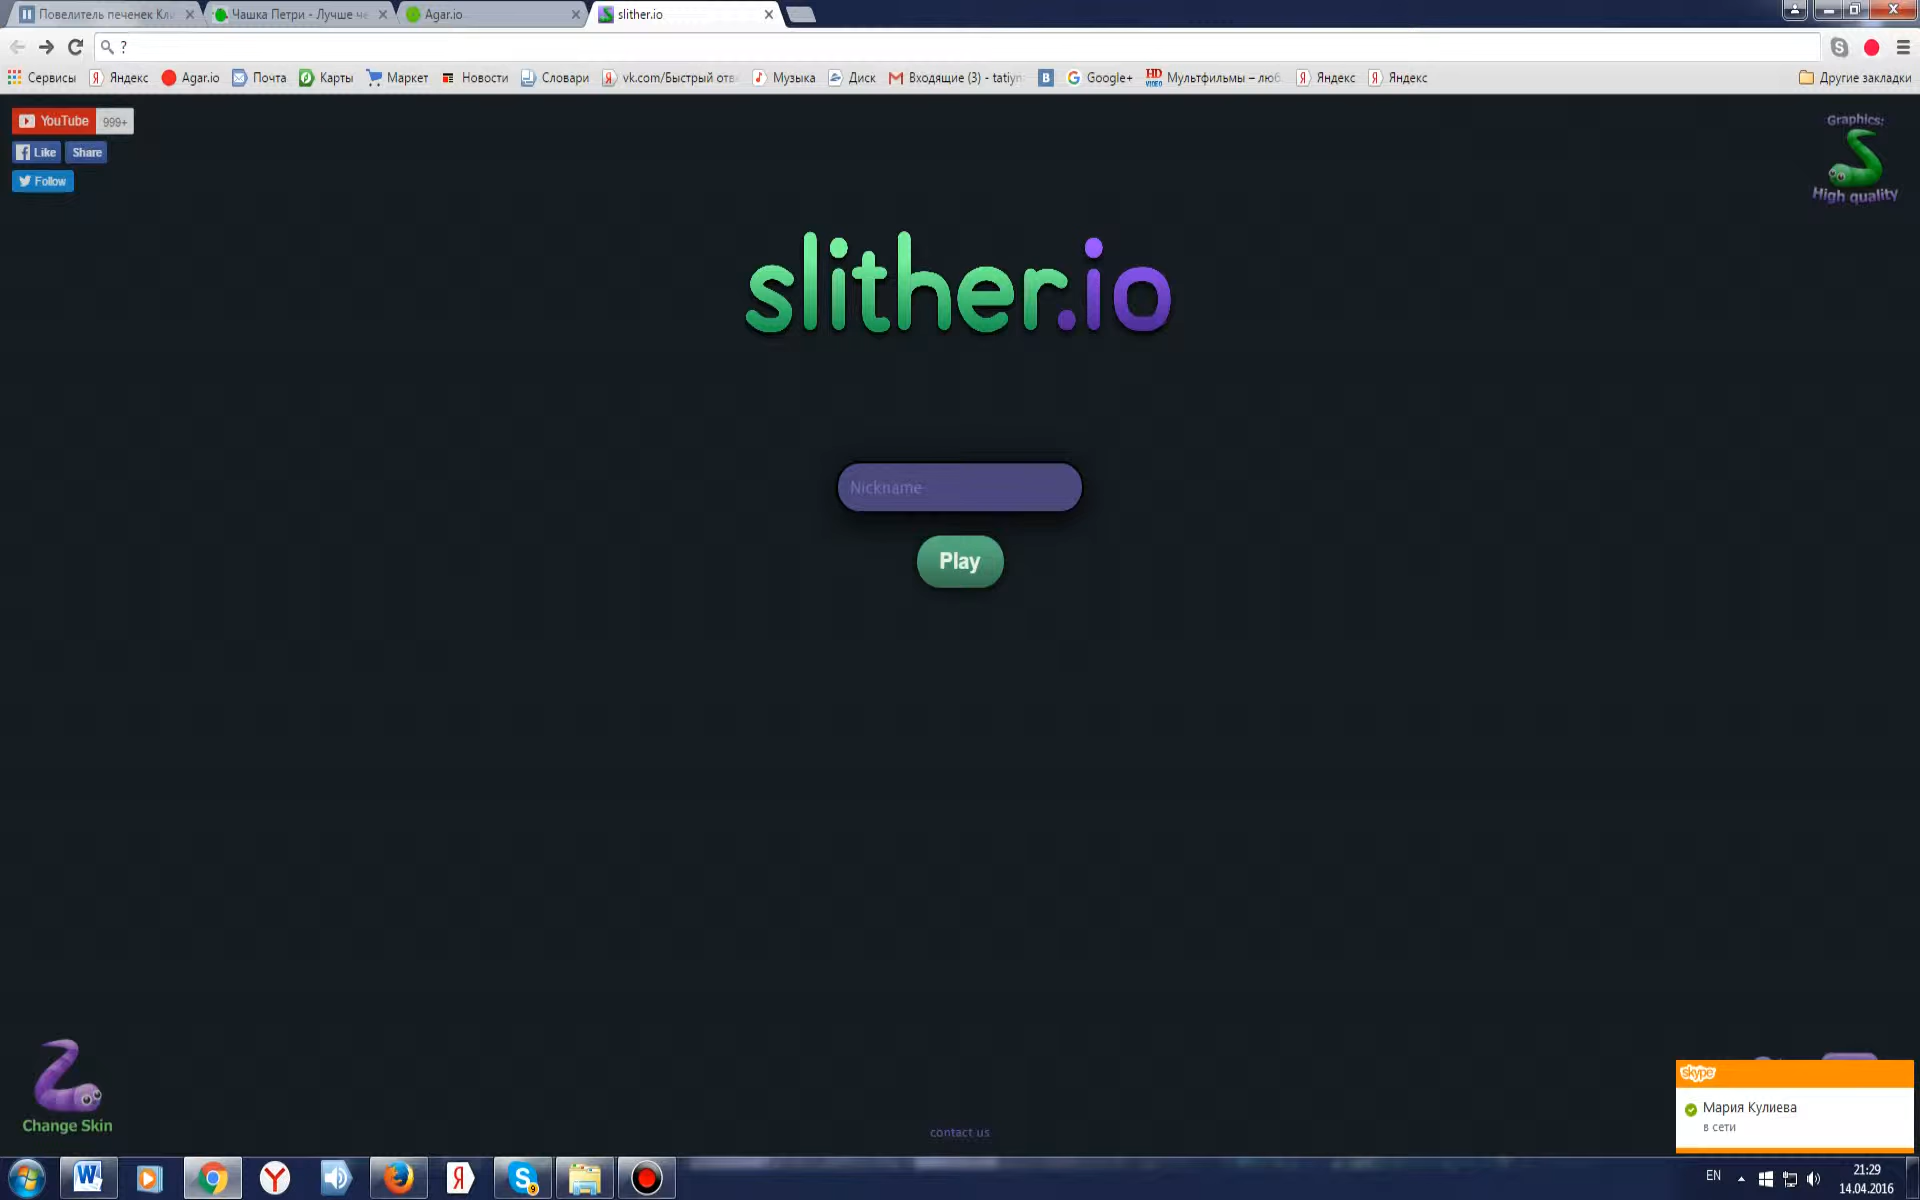 Повелитель печенек Кл
Чашка Петри - Лучше че
Agar.io
slither.io
?
Сервисы
Яндекс
Agar.io
Почта
Карты
Маркет
Новости
Словари
vk.com/Быстрый отв
Музыка
Диск
Входящие (3) - tatiyn
Google+
HD VIDEO
Мультфильмы – люб
Яндекс
Яндекс
Другие закладки
YouTube 999+
Like Share
Follow
Graphics:
High quality
slither.io
Nickname
Play
Change Skin
contact us
skype
Мария Кулиева
в сети
EN
21:29
14.04.2016